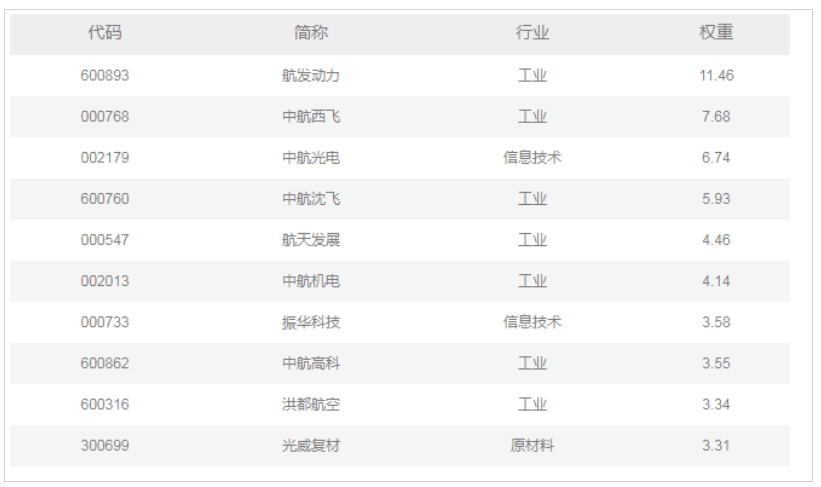 代码 简称 行业 权重
600893 航发动力 工业 11.46
000768 中航西飞 工业 7.68
002179 中航光电 信息技术 6.74
600760 中航沈飞 工业 5.93
000547 航天发展 工业 4.46
002013 中航机电 工业 4.14
000733 振华科技 信息技术 3.58
600862 中航高科 工业 3.55
600316 洪都航空 工业 3.34
300699 光威复材 原材料 3.31